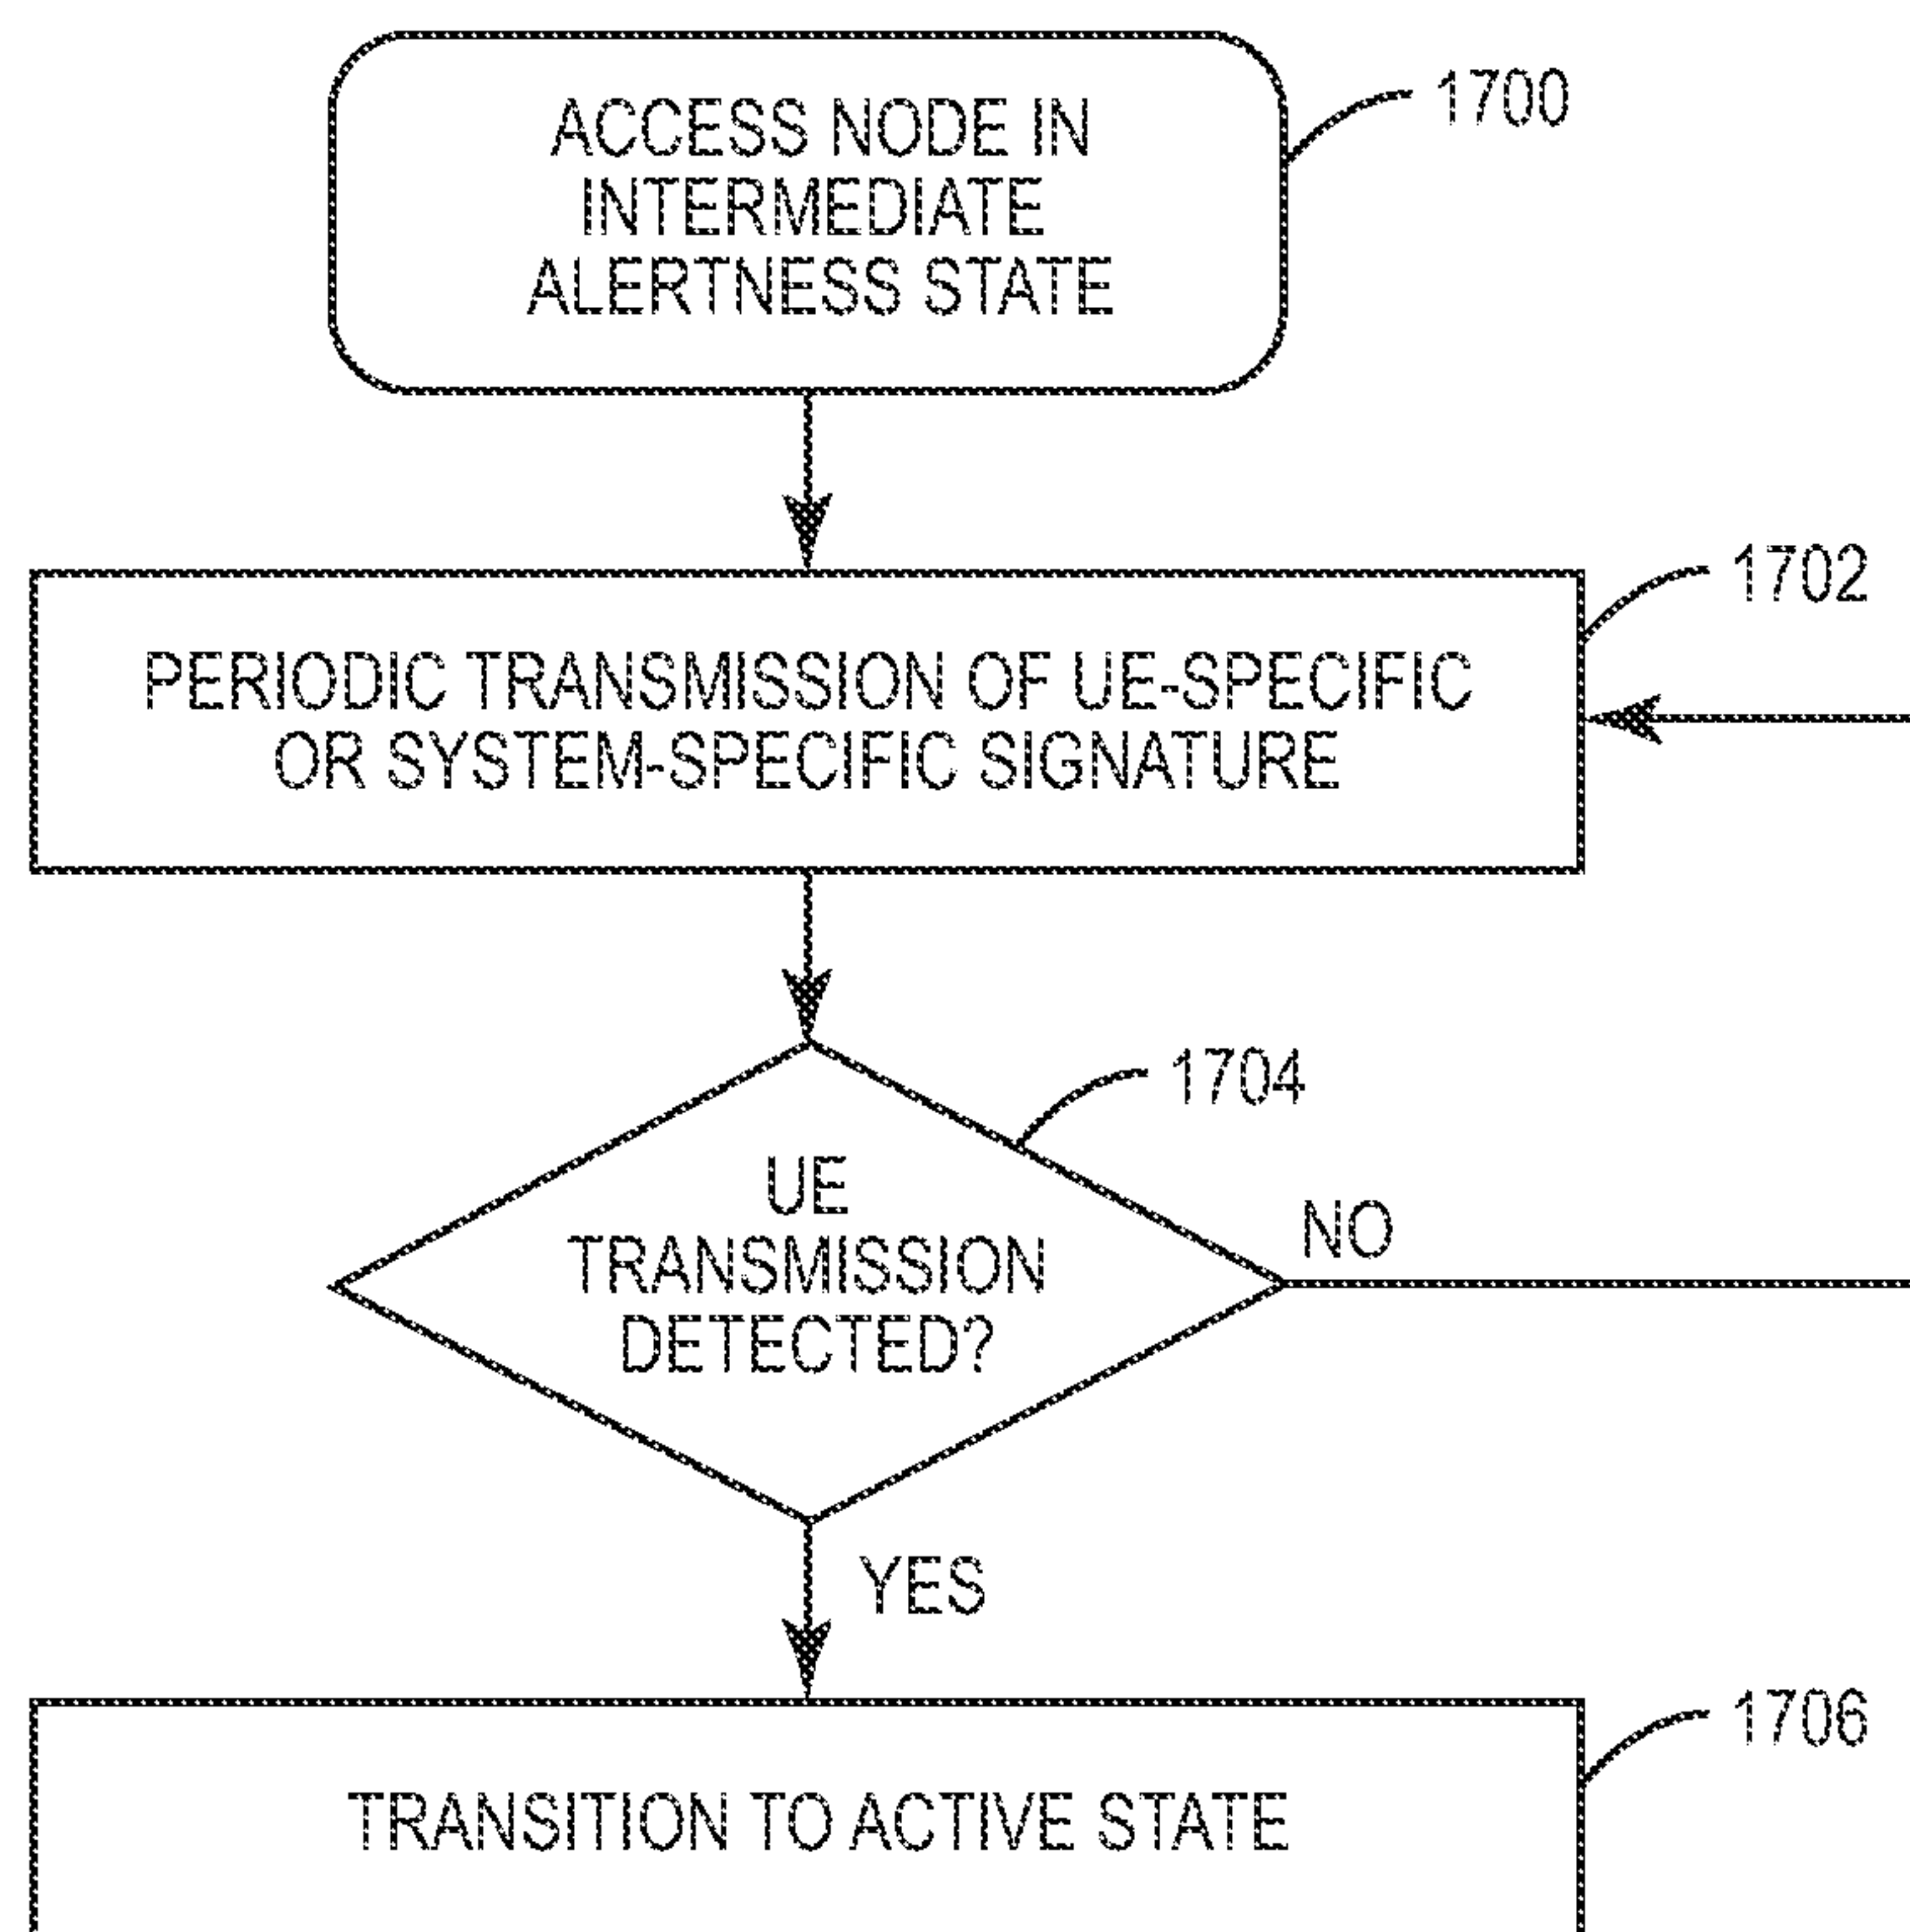 ACCESS NODE IN
INTERMEDIATE
ALERTNESS STATE
1700
PERIODIC TRANSMISSION OF UE-SPECIFIC
OR SYSTEM-SPECIFIC SIGNATURE
1702
UE
TRANSMISSION
DETECTED?
1704
NO
YES
TRANSITION TO ACTIVE STATE
1706